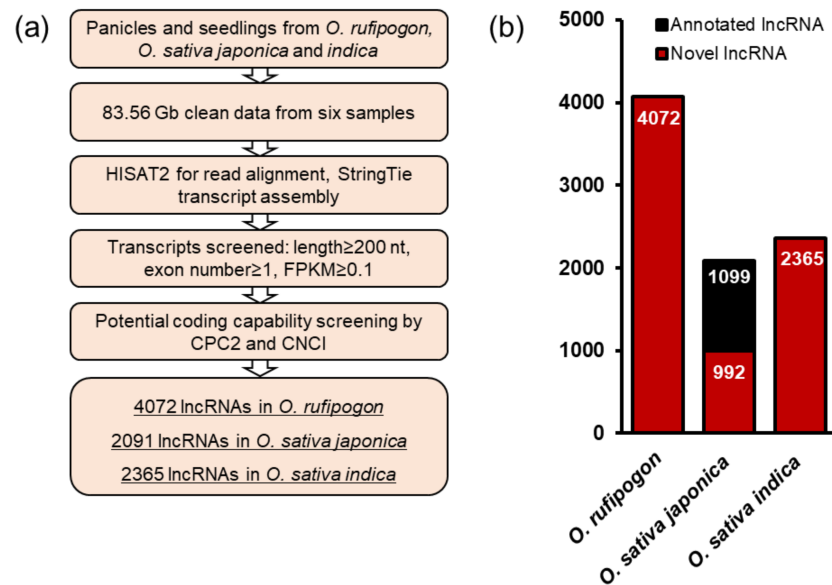 (a)
Panicles and seedlings from O. rufipogon,
O. sativa japonica and indica
83.56 Gb clean data from six samples
HISAT2 for read alignment, StringTie
transcript assembly
Transcripts screened: length≥200 nt,
exon number≥1, FPKM≥0.1
Potential coding capability screening by
CPC2 and CNCI
4072 lncRNAs in O. rufipogon
2091 lncRNAs in O. sativa japonica
2365 lncRNAs in O. sativa indica
(b)
5000
4000
3000
2000
1000
0
Annotated lncRNA
Novel lncRNA
4072
1099
992
2365
O. rufipogon
O. sativa japonica
O. sativa indica